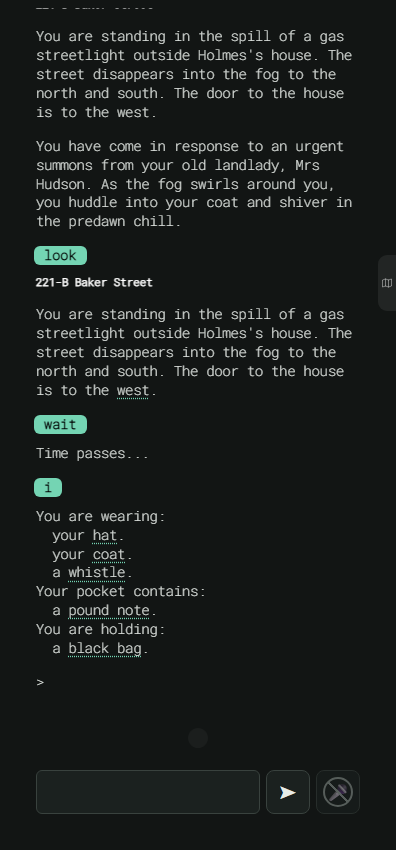 You are standing in the spill of a gas
streetlight outside Holmes's house. The
street disappears into the fog to the
north and south. The door to the house
is to the west.
You have come in response to an urgent
summons from your old landlady, Mrs
Hudson. As the fog swirls around you,
you huddle into your coat and shiver in
the predawn chill.
look
221-B Baker Street
You are standing in the spill of a gas
streetlight outside Holmes's house. The
street disappears into the fog to the
north and south. The door to the house
is to the west.
wait
Time passes...
i
You are wearing:
your hat.
your coat.
a whistle.
Your pocket contains:
a pound note.
You are holding:
a black bag.
>